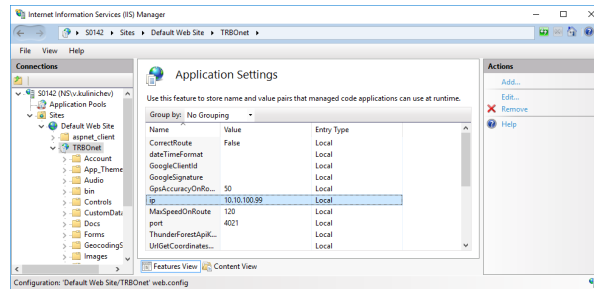 Internet Information Services (IIS) Manager
S0142 Sites Default Web Site TRBOnet
File View Help
Connections
S0142 (NS\v.kulinichev)
Application Pools
Sites
Default Web Site
aspnet_client
TRBOnet
Account
App_Theme
Audio
bin
Controls
CustomData
Docs
Forms
GeocodingS
Images
Application Settings
Use this feature to store name and value pairs that managed code applications can use at runtime.
Group by: No Grouping
Name Value Entry Type
CorrectRoute False Local
dateTimeFormat Local
GoogleClientId Local
GoogleSignature Local
GpsAccuracyOnRo... 50 Local
ip 10.10.100.99 Local
MaxSpeedOnRoute 120 Local
port 4021 Local
ThunderForestApiK... Local
UrlGetCoordinates... Local
Features View Content View
Actions
Add...
Edit...
Remove
Help
Configuration: 'Default Web Site/TRBOnet' web.config